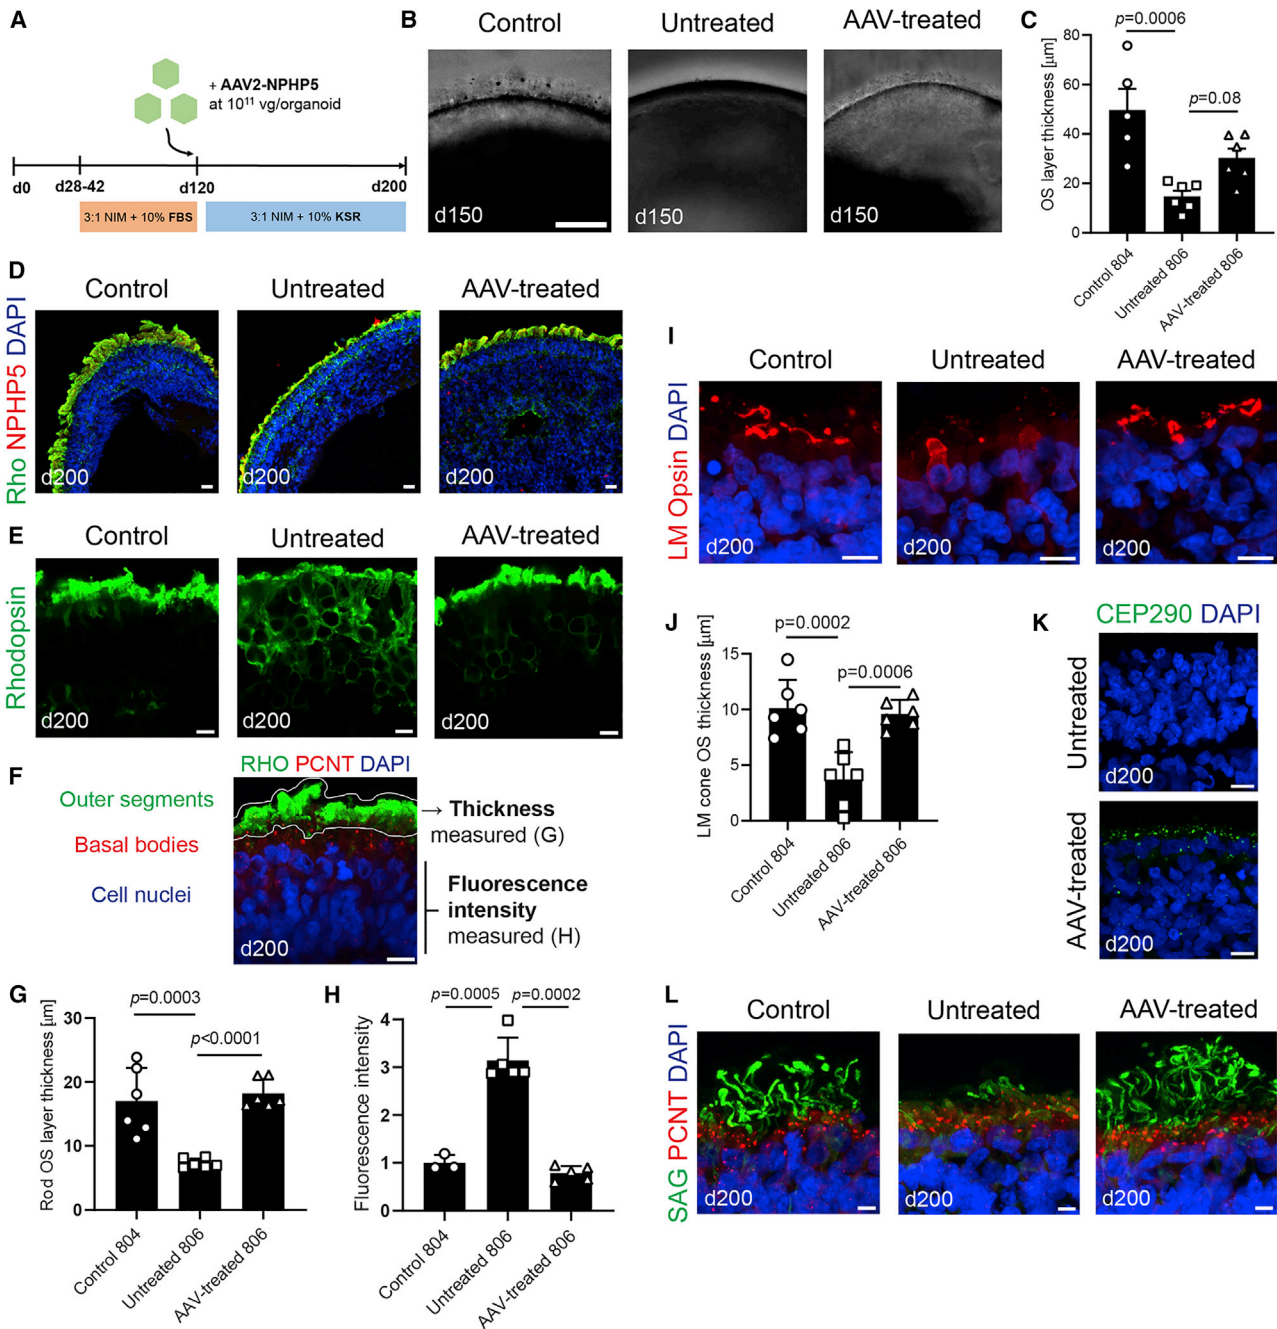 A
+ AAV2-NPHP5
at 10¹¹ vg/organoid
d0
d28-42
d120
d200
3:1 NIM + 10% FBS
3:1 NIM + 10% KSR
B
Control
Untreated
AAV-treated
d150
d150
d150
C
p=0.0006
p=0.08
OS layer thickness [µm]
80
60
40
20
0
Control 804
Untreated 806
AAV-treated 806
D
Control
Untreated
AAV-treated
Rho NPHP5 DAPI
d200
d200
d200
E
Control
Untreated
AAV-treated
Rhodopsin
d200
d200
d200
F
RHO PCNT DAPI
Outer segments
Basal bodies
Cell nuclei
d200
→ Thickness
measured (G)
Fluorescence
intensity
measured (H)
G
p=0.0003
p<0.0001
Rod OS layer thickness [µm]
30
20
10
0
Control 804
Untreated 806
AAV-treated 806
H
p=0.0005
p=0.0002
Fluorescence intensity
4
3
2
1
0
Control 804
Untreated 806
AAV-treated 806
I
Control
Untreated
AAV-treated
LM Opsin DAPI
d200
d200
d200
J
p=0.0002
p=0.0006
LM cone OS thickness [µm]
15
10
5
0
Control 804
Untreated 806
AAV-treated 806
K
CEP290 DAPI
Untreated
d200
AAV-treated
d200
L
Control
Untreated
AAV-treated
SAG PCNT DAPI
d200
d200
d200